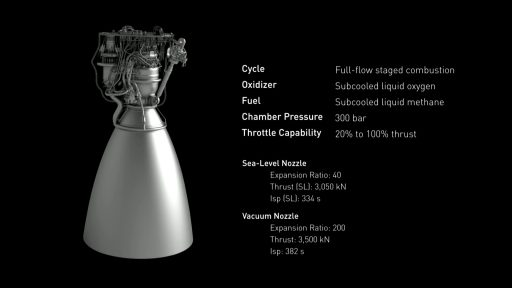 Cycle Full-flow staged combustion
Oxidizer Subcooled liquid oxygen
Fuel Subcooled liquid methane
Chamber Pressure 300 bar
Throttle Capability 20% to 100% thrust
Sea-Level Nozzle
Expansion Ratio: 40
Thrust (SL): 3,050 kN
Isp (SL): 334 s
Vacuum Nozzle
Expansion Ratio: 200
Thrust: 3,500 kN
Isp: 382 s